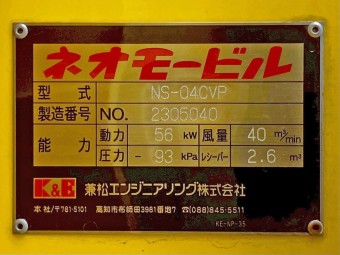 ネオモービル
型式 NS-04CVP
製造番号 NO. 2305040
能力 動力 56 kW 風量 40 m³/min
圧力 - 93 kPa レシーバー 2.6 m³
K&E 兼松エンジニアリング株式会社
本社/〒781-5101 高知市布師田3981番地7 ☎(088)845-5511
KE-NP-35